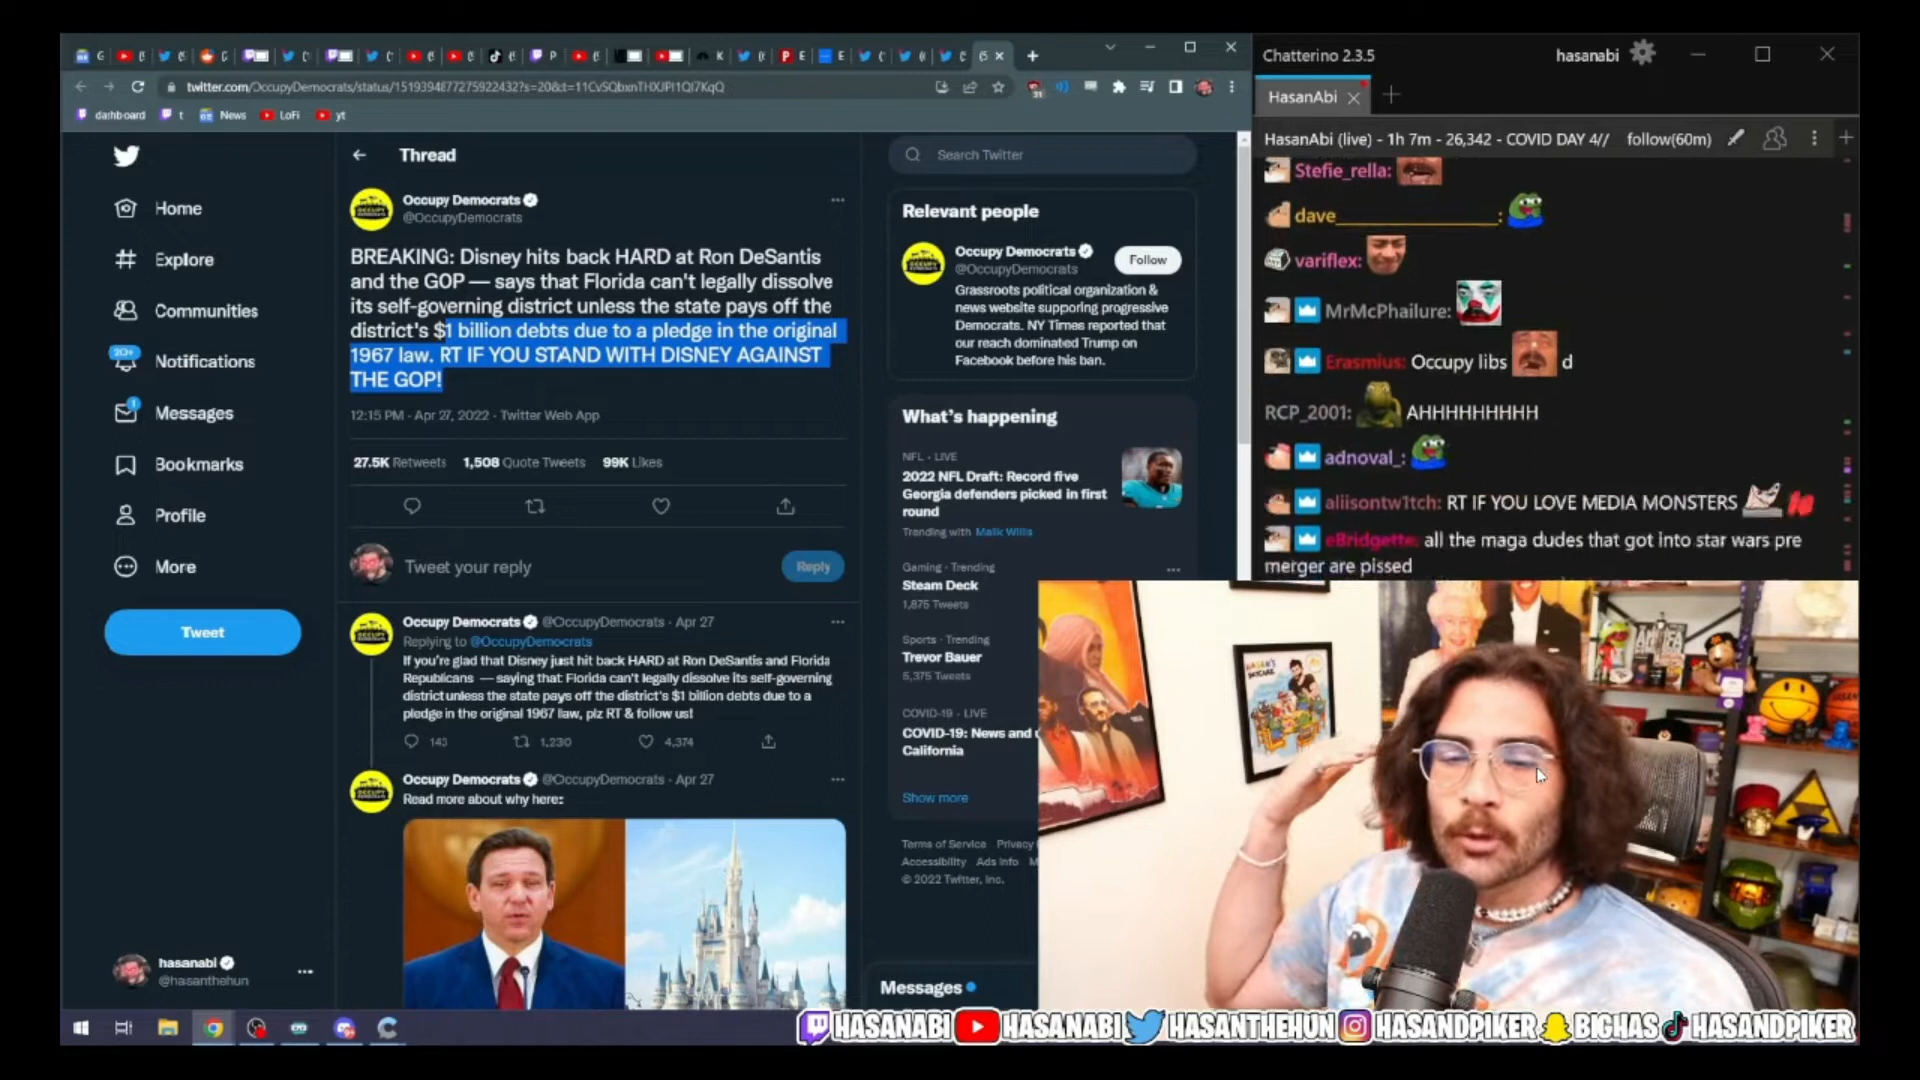 twitter.com/OccupyDemocrats/status/1519394877275922432?s=20&t=11CvSQbxnTHXJPI1QI7KqQ
dashboard
t
News
LoFi
yt
Home
Explore
Communities
20+
Notifications
1
Messages
Bookmarks
Profile
More
Tweet
hasanabi
@hasanthehun
Thread
Occupy Democrats
@OccupyDemocrats
BREAKING: Disney hits back HARD at Ron DeSantis
and the GOP — says that Florida can't legally dissolve
its self-governing district unless the state pays off the
district's $1 billion debts due to a pledge in the original
1967 law. RT IF YOU STAND WITH DISNEY AGAINST
THE GOP!
12:15 PM · Apr 27, 2022 · Twitter Web App
27.5K Retweets 1,508 Quote Tweets 99K Likes
Tweet your reply
Reply
Occupy Democrats @OccupyDemocrats · Apr 27
Replying to @OccupyDemocrats
If you're glad that Disney just hit back HARD at Ron DeSantis and Florida
Republicans — saying that Florida can't legally dissolve its self-governing
district unless the state pays off the district's $1 billion debts due to a
pledge in the original 1967 law, plz RT & follow us!
143 1,230 4,374
Occupy Democrats @OccupyDemocrats · Apr 27
Read more about why here::
Search Twitter
Relevant people
Occupy Democrats
@OccupyDemocrats
Follow
Grassroots political organization &
news website supporing progressive
Democrats. NY Times reported that
our reach dominated Trump on
Facebook before his ban.
What's happening
NFL · LIVE
2022 NFL Draft: Record five
Georgia defenders picked in first
round
Trending with Malik Willis
Gaming · Trending
Steam Deck
1,875 Tweets
Sports · Trending
Trevor Bauer
5,375 Tweets
COVID-19 · LIVE
COVID-19: News and
California
Show more
Terms of Service Privacy
Accessibility Ads info
© 2022 Twitter, Inc.
Messages
Chatterino 2.3.5
hasanabi
HasanAbi
HasanAbi (live) - 1h 7m - 26,342 - COVID DAY 4// follow(60m)
Stefie_rella:
dave__________________:
variflex:
MrMcPhailure:
Erasmius: Occupy libs d
RCP_2001: AHHHHHHHHH
adnoval_:
aliisontw1tch: RT IF YOU LOVE MEDIA MONSTERS
eBridgette: all the maga dudes that got into star wars pre
merger are pissed
HASANABI HASANABI HASANTHEHUN HASANDPIKER BIGHAS HASANDPIKER